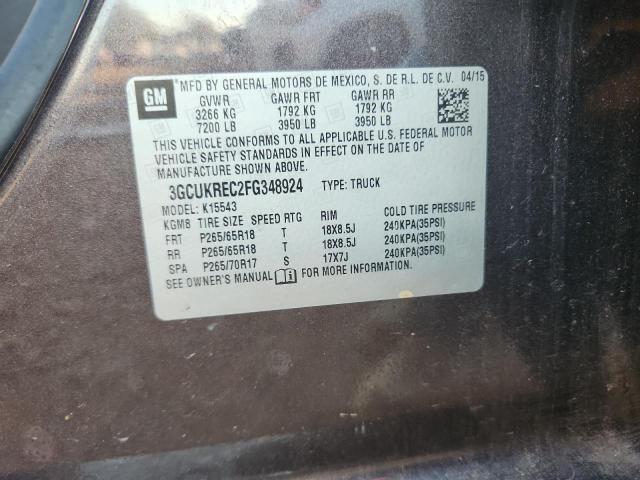 GM MFD BY GENERAL MOTORS DE MEXICO, S. DE R.L. DE C.V. 04/15
GVWR GAWR FRT GAWR RR
3266 KG 1792 KG 1792 KG
7200 LB 3950 LB 3950 LB
THIS VEHICLE CONFORMS TO ALL APPLICABLE U.S. FEDERAL MOTOR
VEHICLE SAFETY STANDARDS IN EFFECT ON THE DATE OF
MANUFACTURE SHOWN ABOVE.
3GCUKREC2FG348924 TYPE: TRUCK
MODEL: K15543
KGMB TIRE SIZE SPEED RTG RIM COLD TIRE PRESSURE
FRT P265/65R18 T 18X8.5J 240KPA(35PSI)
RR P265/65R18 T 18X8.5J 240KPA(35PSI)
SPA P265/70R17 S 17X7J 240KPA(35PSI)
SEE OWNER'S MANUAL FOR MORE INFORMATION.